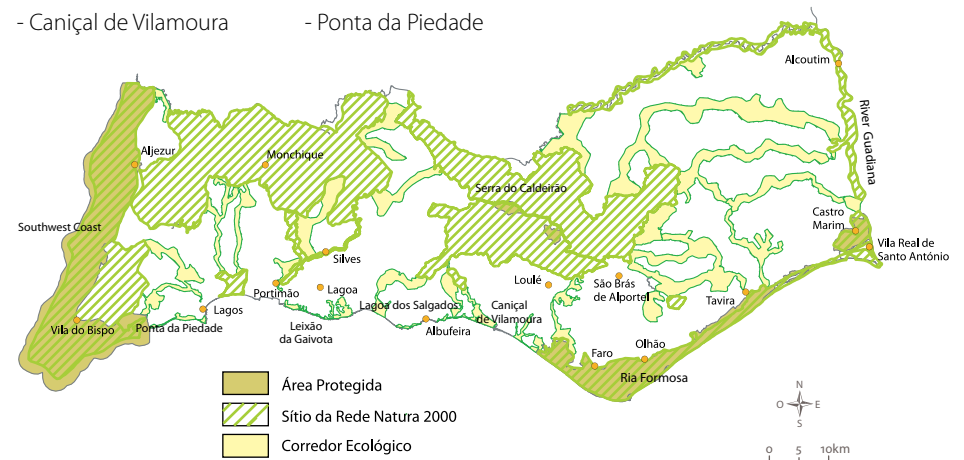 - Caniçal de Vilamoura
- Ponta da Piedade
Alcoutim
River Guadiana
Aljezur
Monchique
Serra do Caldeirão
Southwest Coast
Castro
Marim
Vila Real de
Santo António
Silves
Loulé
São Brás
de Alportel
Portimão
Lagoa
Lagoa dos Salgados
Caniçal
de Vilamoura
Tavira
Lagos
Vila do Bispo
Ponta da Piedade
Leixão
da Gaivota
Albufeira
Olhão
Faro
Ria Formosa
Área Protegida
Sítio da Rede Natura 2000
Corredor Ecológico
N
O
E
S
0 5 10km